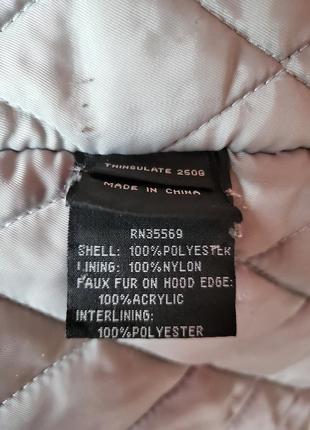 THINSULATE 250G
MADE IN CHINA
RN35569
SHELL: 100%POLYESTER
LINING: 100%NYLON
FAUX FUR ON HOOD EDGE:
100%ACRYLIC
INTERLINING:
100%POLYESTER